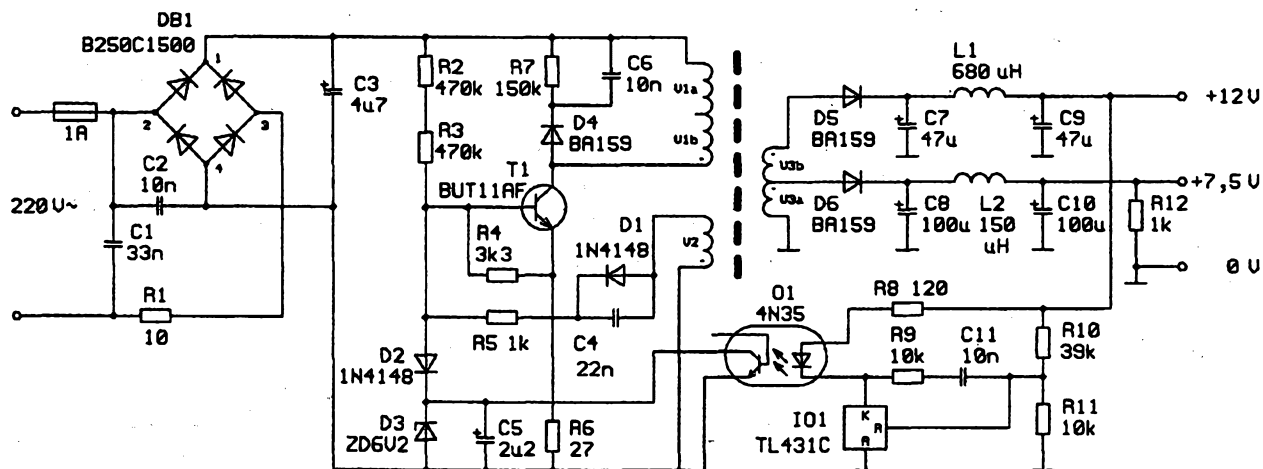 DB1
B250C1500
1
2
3
4
1A
C2
10n
220 V~
C1
33n
R1
10
C3
4u7
R2
470k
R3
470k
R7
150k
C6
10n
D4
BA159
T1
BUT11AF
R4
3k3
D1
1N4148
R5 1k
C4
22n
D2
1N4148
D3
ZD6V2
C5
2u2
R6
27
U1a
U1b
U2
U3b
U3a
D5
BA159
D6
BA159
C7
47u
L1
680 uH
C9
47u
C8
100u
L2
150
uH
C10
100u
R12
1k
+12 V
+7,5 V
0 V
O1
4N35
R8 120
R9
10k
C11
10n
R10
39k
R11
10k
IO1
TL431C
K
R
A